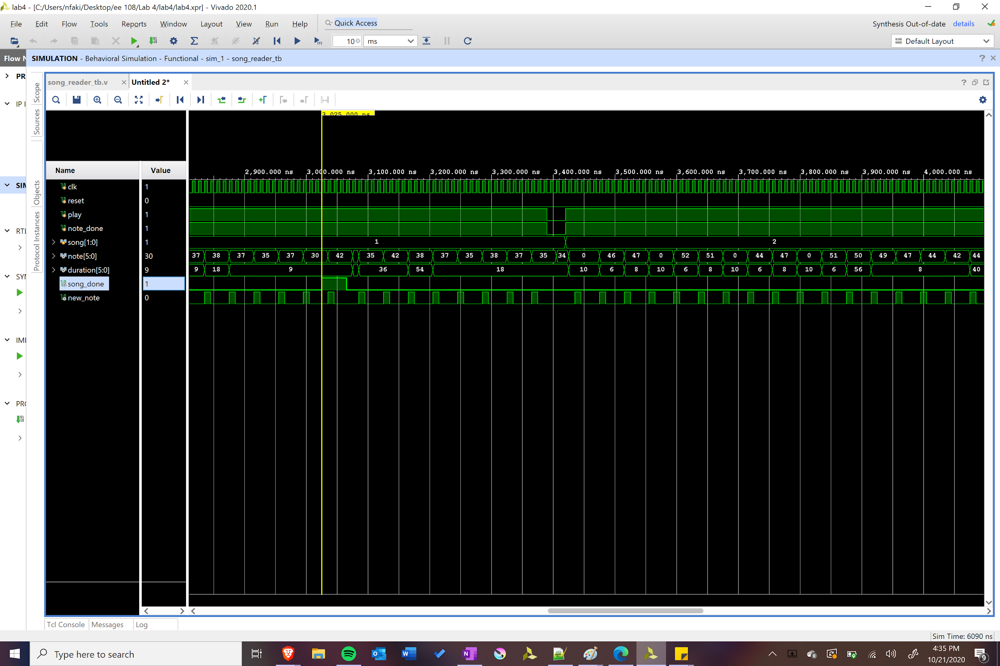 lab4 - [C:/Users/nfaki/Desktop/ee 108/Lab 4/lab4/lab4.xpr] - Vivado 2020.1
File Edit Flow Tools Reports Window Layout View Run Help Quick Access Synthesis Out-of-date details
10 ms Default Layout
Flow N SIMULATION - Behavioral Simulation - Functional - sim_1 - song_reader_tb
PR
IP I
SIM
RTL
SYN
IMI
PRO
Scope
Sources
Objects
Protocol Instances
song_reader_tb.v Untitled 2*
3,025.000 ns
Name Value
2,900.000 ns 3,000.000 ns 3,100.000 ns 3,200.000 ns 3,300.000 ns 3,400.000 ns 3,500.000 ns 3,600.000 ns 3,700.000 ns 3,800.000 ns 3,900.000 ns 4,000.000 ns
clk 1
reset 0
play 1
note_done 1
song[1:0] 1 1 2
note[5:0] 30 37 38 37 35 37 30 42 35 42 38 37 35 38 37 35 34 0 46 47 0 52 51 0 44 47 0 51 50 49 47 44 42 44
duration[5:0] 9 9 18 9 36 54 18 10 6 8 10 6 8 10 6 8 10 6 56 8 40
song_done 1
new_note 0
Tcl Console Messages Log
Sim Time: 6090 ns
Type here to search
4:35 PM
10/21/2020
9